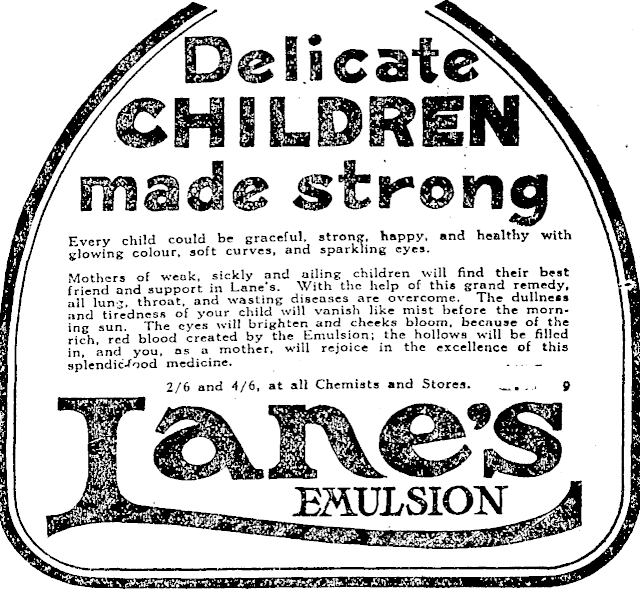 Delicate
CHILDREN
made strong
Every child could be graceful, strong, happy, and healthy with
glowing colour, soft curves, and sparkling eyes.
Mothers of weak, sickly and ailing children will find their best
friend and support in Lane's. With the help of this grand remedy,
all lung, throat, and wasting diseases are overcome. The dullness
and tiredness of your child will vanish like mist before the morn-
ing sun. The eyes will brighten and cheeks bloom, because of the
rich, red blood created by the Emulsion; the hollows will be filled
in, and you, as a mother, will rejoice in the excellence of this
splendid food medicine.
2/6 and 4/6, at all Chemists and Stores. 9
Lane's
EMULSION